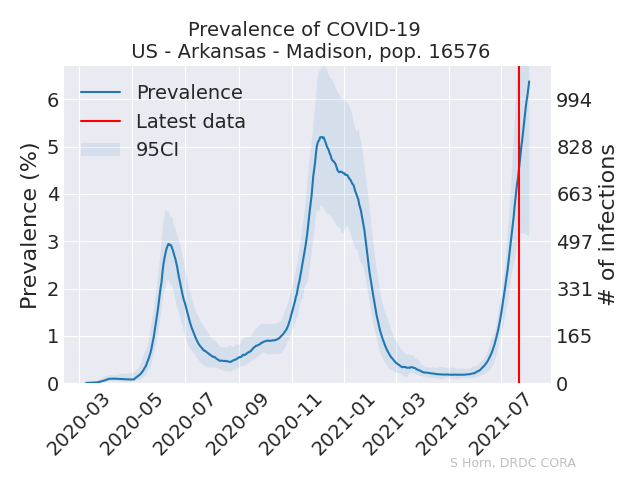 Prevalence of COVID-19
US - Arkansas - Madison, pop. 16576
Prevalence
Latest data
95CI
Prevalence (%)
6
5
4
3
2
1
0
994
828
663
497
331
165
0
# of infections
2020-03
2020-05
2020-07
2020-09
2020-11
2021-01
2021-03
2021-05
2021-07
S Horn, DRDC CORA